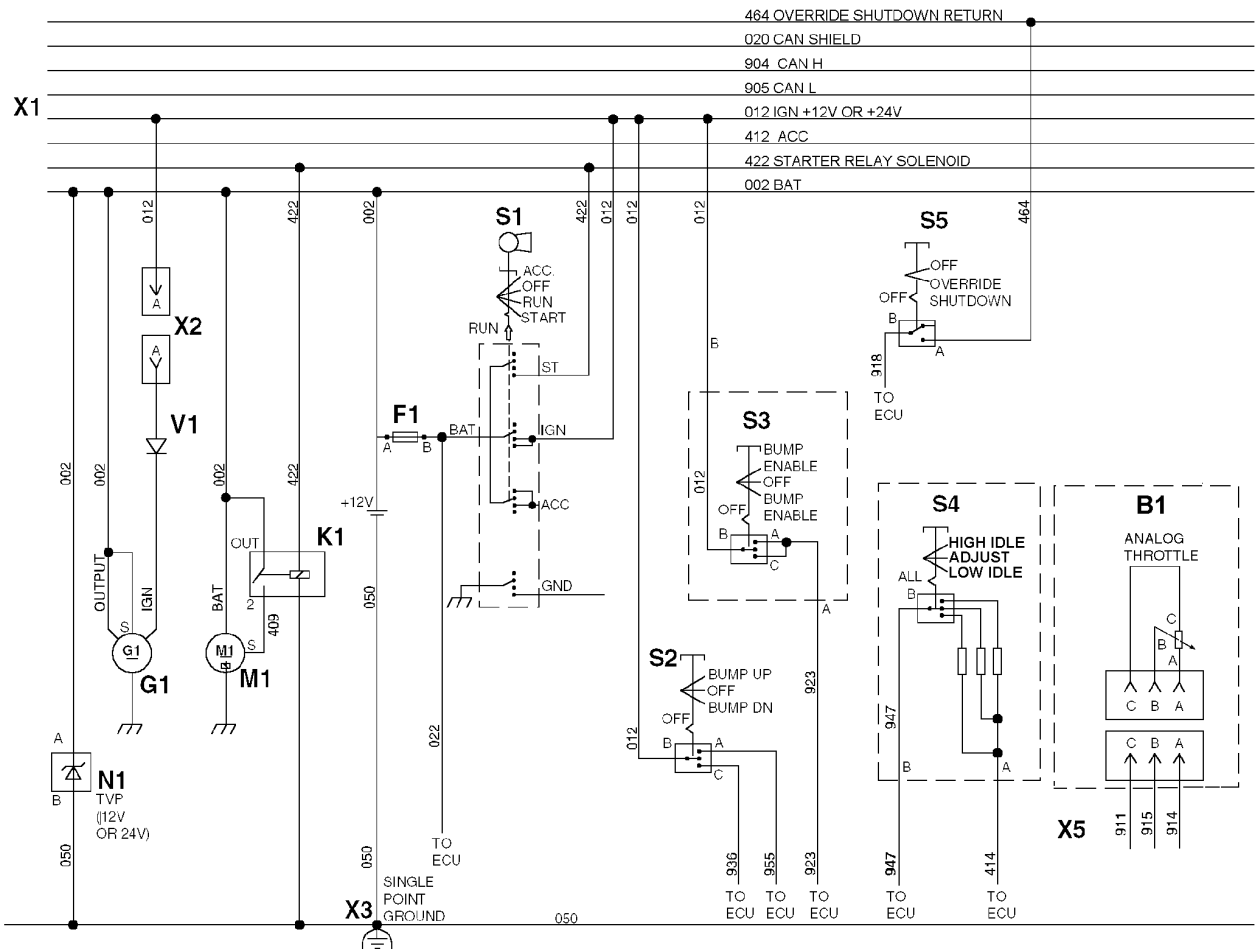 464 OVERRIDE SHUTDOWN RETURN
020 CAN SHIELD
904 CAN H
905 CAN L
X1
012 IGN +12V OR +24V
412 ACC
422 STARTER RELAY SOLENOID
002 BAT
012
422
002
422
012
012
012
464
S1
ACC.
OFF
RUN
START
RUN
ST
BAT
IGN
ACC
GND
S5
OFF
OVERRIDE
SHUTDOWN
OFF
B
A
918
TO
ECU
A
X2
A
V1
002
002
002
422
F1
A
B
+12V
050
B
S3
BUMP
ENABLE
OFF
BUMP
ENABLE
OFF
012
B
A
C
A
923
S4
HIGH IDLE
ADJUST
LOW IDLE
ALL
B
947
B
A
B1
ANALOG
THROTTLE
C
B
A
C B A
C B A
X5
911
915
914
OUT
K1
2
409
OUTPUT
IGN
BAT
S
G1
G1
M1
S
M1
S2
BUMP UP
OFF
BUMP DN
OFF
012
B
A
C
022
TO
ECU
A
B
N1
TVP
(12V
OR 24V)
050
050
X3
SINGLE
POINT
GROUND
050
936
955
923
947
414
TO
ECU
TO
ECU
TO
ECU
TO
ECU
TO
ECU